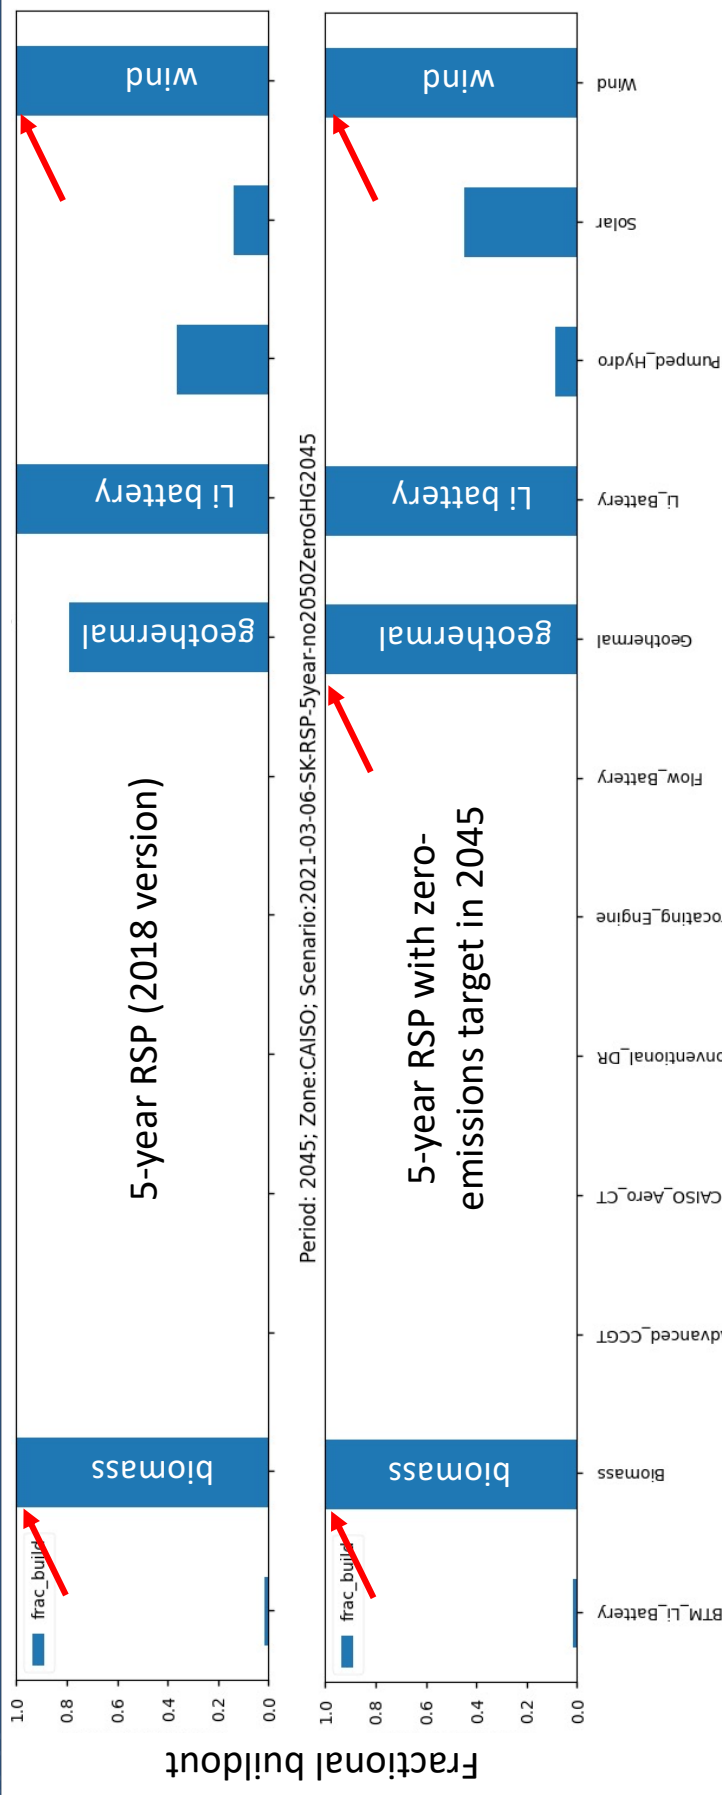 Fractional buildout
1.0
0.8
0.6
0.4
0.2
0.0
frac_build
biomass
5-year RSP (2018 version)
geothermal
Li battery
wind
Period: 2045; Zone:CAISO; Scenario:2021-03-06-SK-RSP-5year-no2050ZeroGHG2045
1.0
0.8
0.6
0.4
0.2
0.0
frac_build
biomass
5-year RSP with zero-
emissions target in 2045
geothermal
Li battery
wind
BTM_Li_Battery
Biomass
dvanced_CCGT
CAISO_Aero_CT
onventional_DR
ocating_Engine
Flow_Battery
Geothermal
Li_Battery
Pumped_Hydro
Solar
Wind